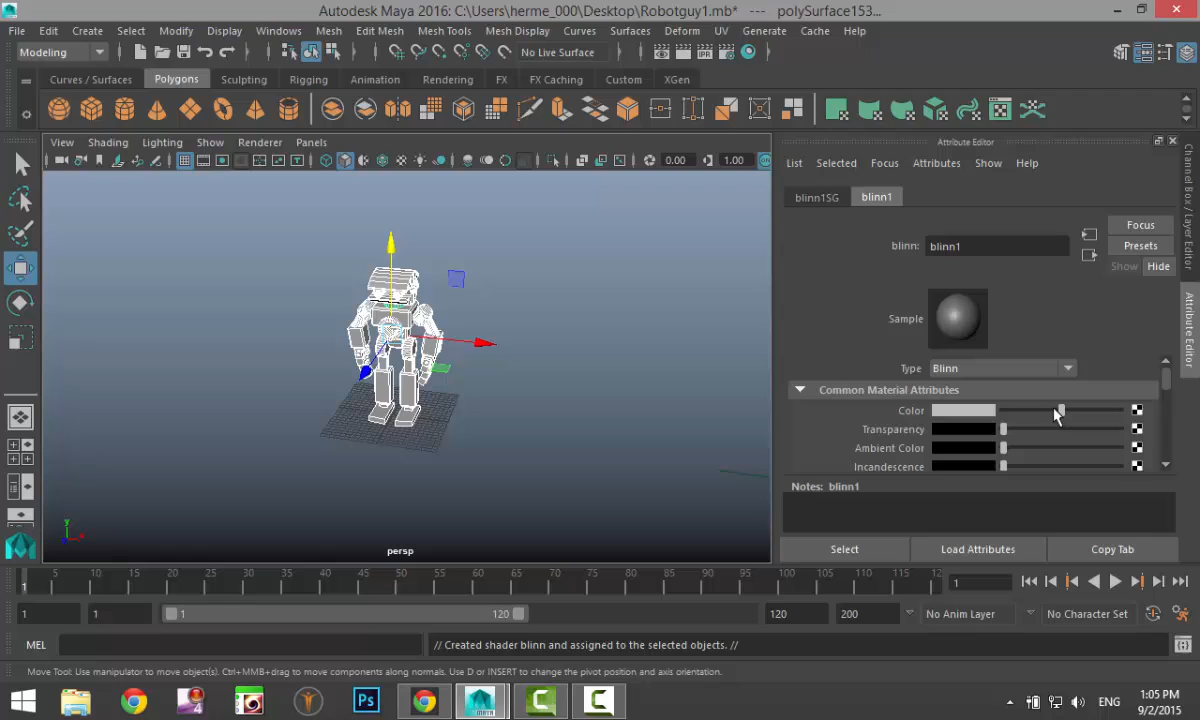 Autodesk Maya 2016: C:\Users\herme_000\Desktop\Robotguy1.mb* --- polySurface153...
File Edit Create Select Modify Display Windows Mesh Edit Mesh Mesh Tools Mesh Display Curves Surfaces Deform UV Generate Cache Help
Modeling No Live Surface
Curves / Surfaces Polygons Sculpting Rigging Animation Rendering FX FX Caching Custom XGen
View Shading Lighting Show Renderer Panels
0.00 1.00
Attribute Editor
List Selected Focus Attributes Show Help
blinn1SG blinn1
Focus
blinn: blinn1
Presets
Show Hide
Sample
Type Blinn
Common Material Attributes
Color
Transparency
Ambient Color
Incandescence
Notes: blinn1
Select Load Attributes Copy Tab
Channel Box / Layer Editor
Attribute Editor
y
persp
1 5 10 15 20 25 30 35 40 45 50 55 60 65 70 75 80 85 90 95 100 105 110 115 12 1
1 1 1 120 120 200 No Anim Layer No Character Set
MEL // Created shader blinn and assigned to the selected objects. //
Move Tool: Use manipulator to move object(s). Ctrl+MMB+drag to move components along normals. Use D or INSERT to change the pivot position and axis orientation.
4 Ps MAYA ENG 1:05 PM
9/2/2015